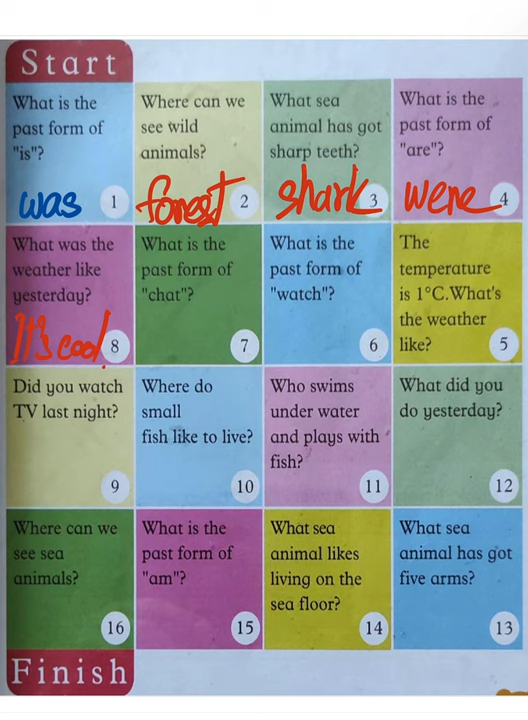 Start
What is the
past form of
"is"?
was
1
Where can we
see wild
animals?
forest
2
What sea
animal has got
sharp teeth?
shark
3
What is the
past form of
"are"?
were
4
What was the
weather like
yesterday?
It's cool.
8
What is the
past form of
"chat"?
7
What is the
past form of
"watch"?
6
The
temperature
is 1°C.What's
the weather
like?
5
Did you watch
TV last night?
9
Where do
small
fish like to live?
10
Who swims
under water
and plays with
fish?
11
What did you
do yesterday?
12
Where can we
see sea
animals?
16
What is the
past form of
"am"?
15
What sea
animal likes
living on the
sea floor?
14
What sea
animal has got
five arms?
13
Finish